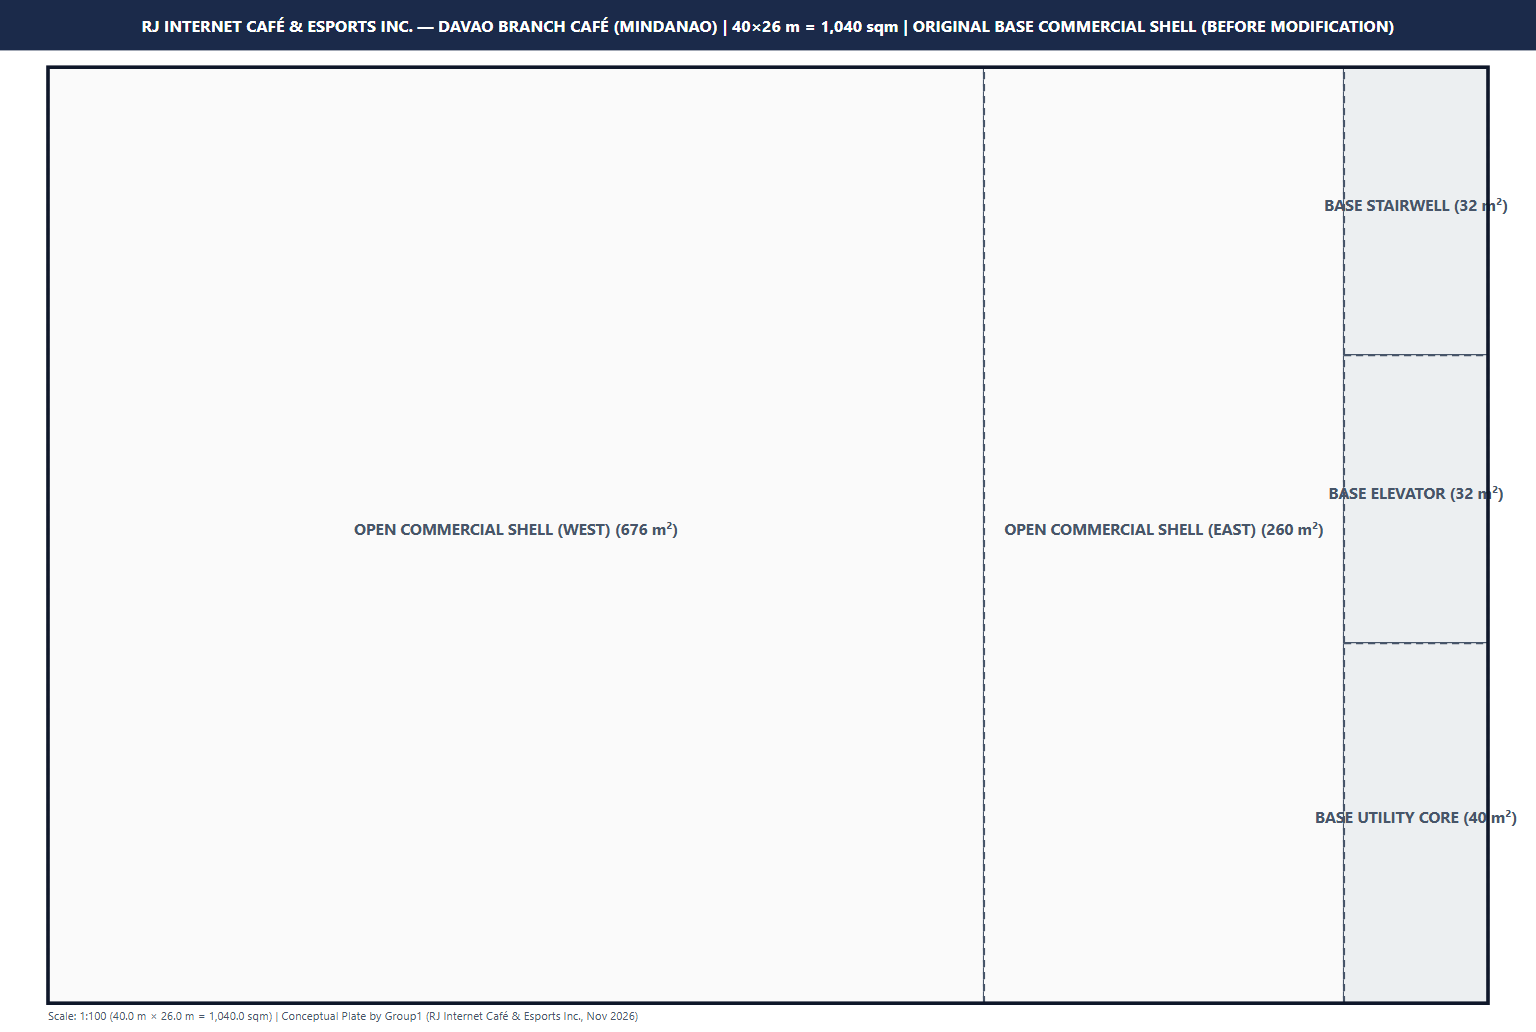 RJ INTERNET CAFÉ & ESPORTS INC. — DAVAO BRANCH CAFÉ (MINDANAO) | 40×26 m = 1,040 sqm | ORIGINAL BASE COMMERCIAL SHELL (BEFORE MODIFICATION)
BASE STAIRWELL (32 m²)
BASE ELEVATOR (32 m²)
OPEN COMMERCIAL SHELL (WEST) (676 m²)
OPEN COMMERCIAL SHELL (EAST) (260 m²)
BASE UTILITY CORE (40 m²)
Scale: 1:100 (40.0 m × 26.0 m = 1,040.0 sqm) | Conceptual Plate by Group1 (RJ Internet Café & Esports Inc., Nov 2026)